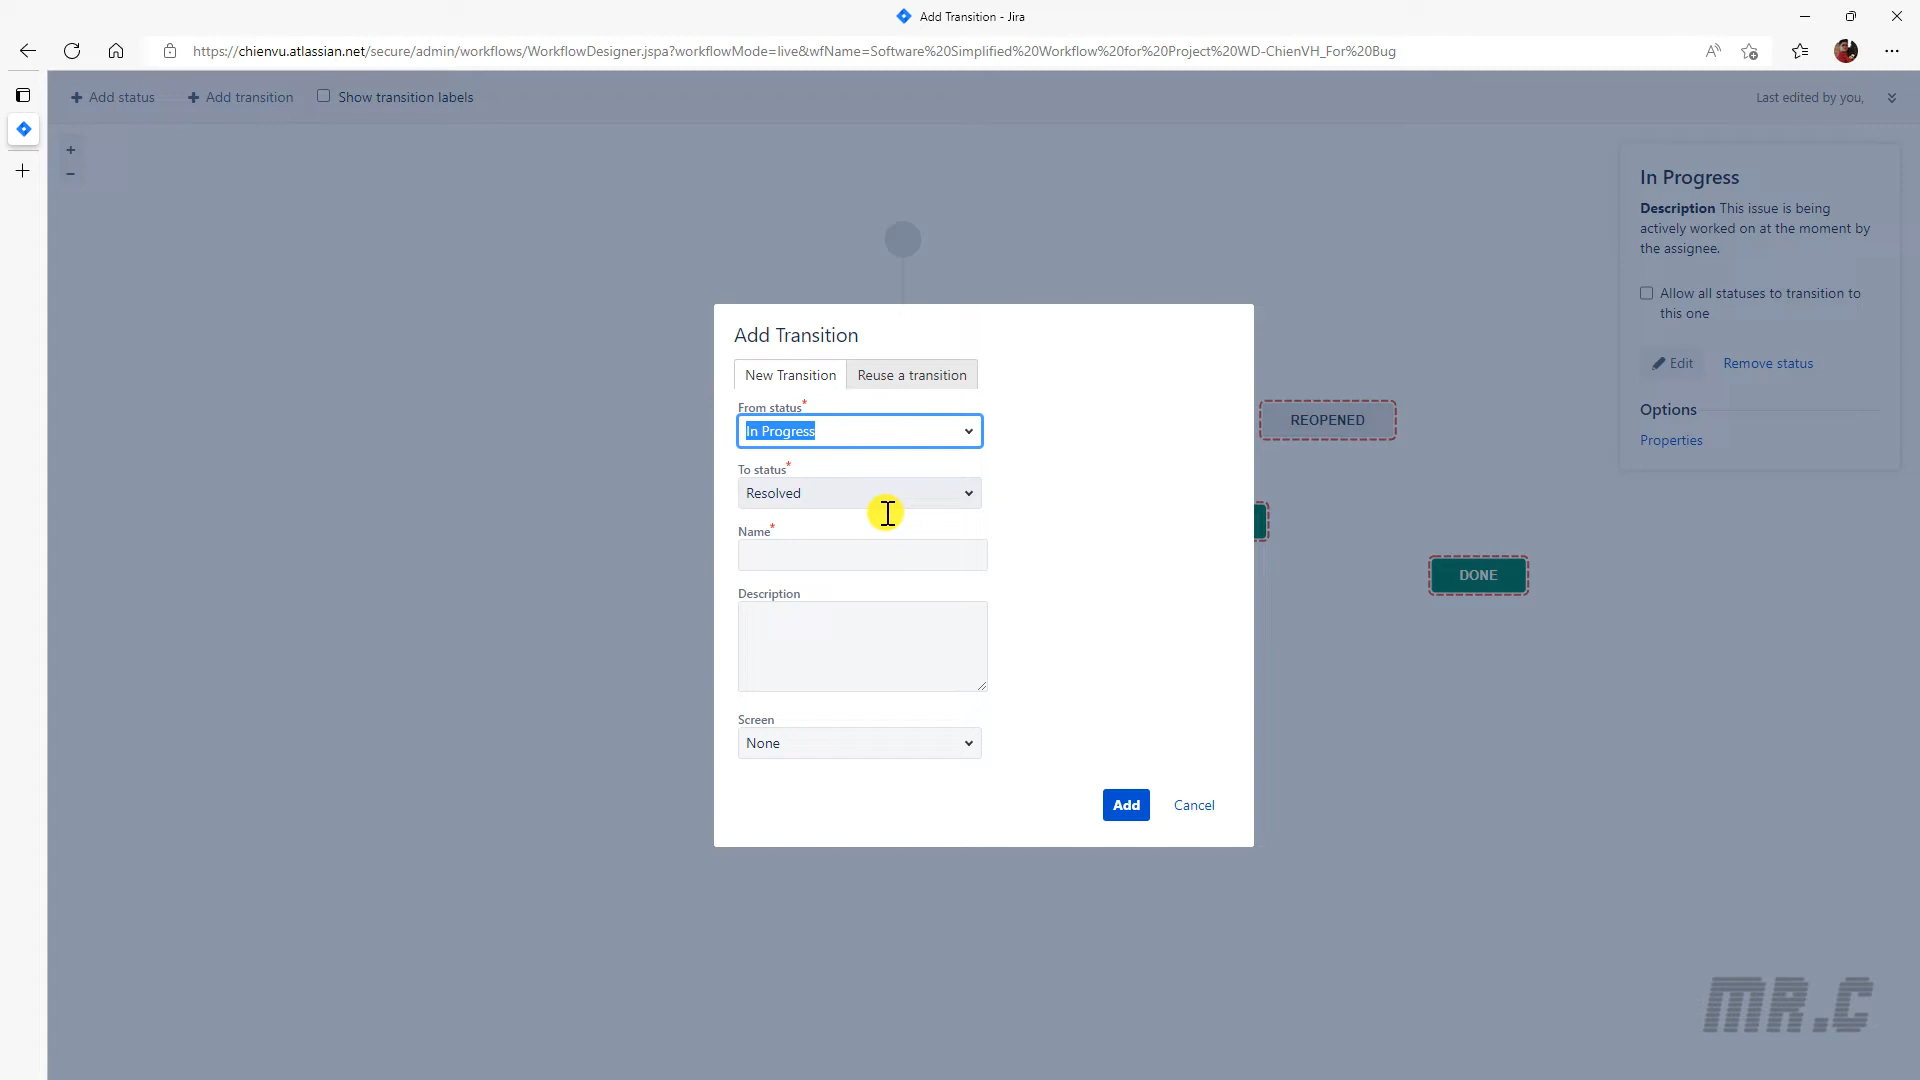 Add Transition - Jira
https://chienvu.atlassian.net/secure/admin/workflows/WorkflowDesigner.jspa?workflowMode=live&wfName=Software%20Simplified%20Workflow%20for%20Project%20WD-ChienVH_For%20Bug
Add status
Add transition
Show transition labels
Last edited by you,
+
−
In Progress
Description This issue is being
actively worked on at the moment by
the assignee.
Allow all statuses to transition to
this one
Edit
Remove status
Options
Properties
REOPENED
DONE
Add Transition
New Transition
Reuse a transition
From status*
In Progress
To status*
Resolved
Name*
Description
Screen
None
Add
Cancel
MR.C